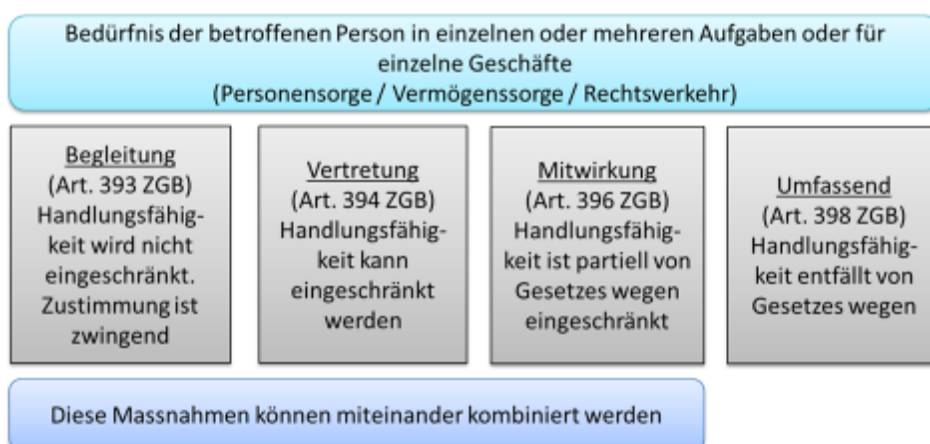 Bedürfnis der betroffenen Person in einzelnen oder mehreren Aufgaben oder für
einzelne Geschäfte
(Personensorge / Vermögenssorge / Rechtsverkehr)
Begleitung
(Art. 393 ZGB)
Handlungsfähig-
keit wird nicht
eingeschränkt.
Zustimmung ist
zwingend
Vertretung
(Art. 394 ZGB)
Handlungsfähig-
keit kann
eingeschränkt
werden
Mitwirkung
(Art. 396 ZGB)
Handlungsfähig-
keit ist partiell von
Gesetzes wegen
eingeschränkt
Umfassend
(Art. 398 ZGB)
Handlungsfähig-
keit entfällt von
Gesetzes wegen
Diese Massnahmen können miteinander kombiniert werden